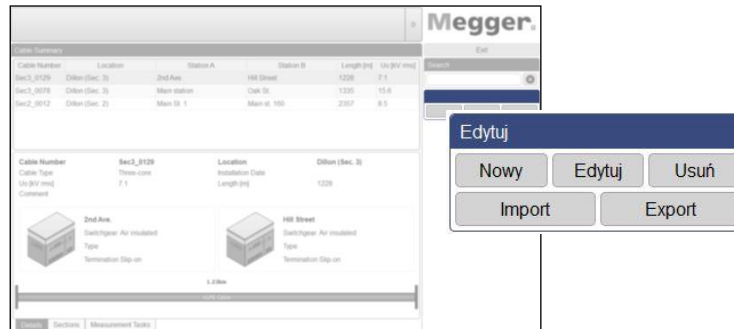 Megger.
Cable Summary
Exit
Cable Number Location Station A Station B Length [m] Uo [kV rms]
Search
Sec3_0129 Dillon (Sec. 3) 2nd Ave. Hill Street 1228 7.1
Sec3_0078 Dillon (Sec. 3) Main station Oak St. 1335 15.6
Sec2_0012 Dillon (Sec. 2) Main St. 1 Main st. 160 2357 8.5
Edytuj
Nowy Edytuj Usuń
Import Export
Cable Number Sec3_0129 Location Dillon (Sec. 3)
Cable Type Three-core Installation Date
Uo [kV rms] 7.1 Length [m] 1228
Comment
2nd Ave. Hill Street
Switchgear Air insulated Switchgear Air insulated
Type Type
Termination Slip-on Termination Slip-on
1.23km
Details Sections Measurement Tasks